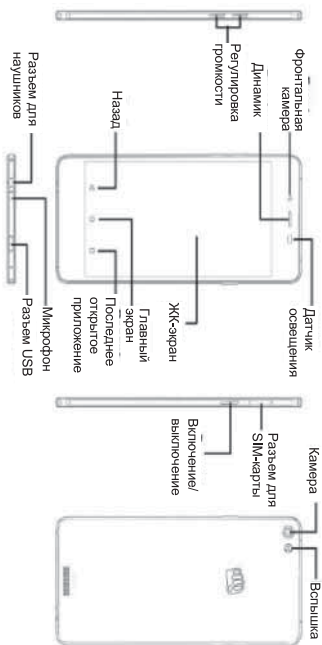 Фронтальная
камера
Динамик
Регулировка
громкости
Датчик
освещения
ЖК-экран
Назад
Главный
экран
Последнее
открытое
приложение
Разъем для
наушников
Микрофон
Разъем USB
Разъем для
SIM-карты
Включение/
выключение
Камера
Вспышка